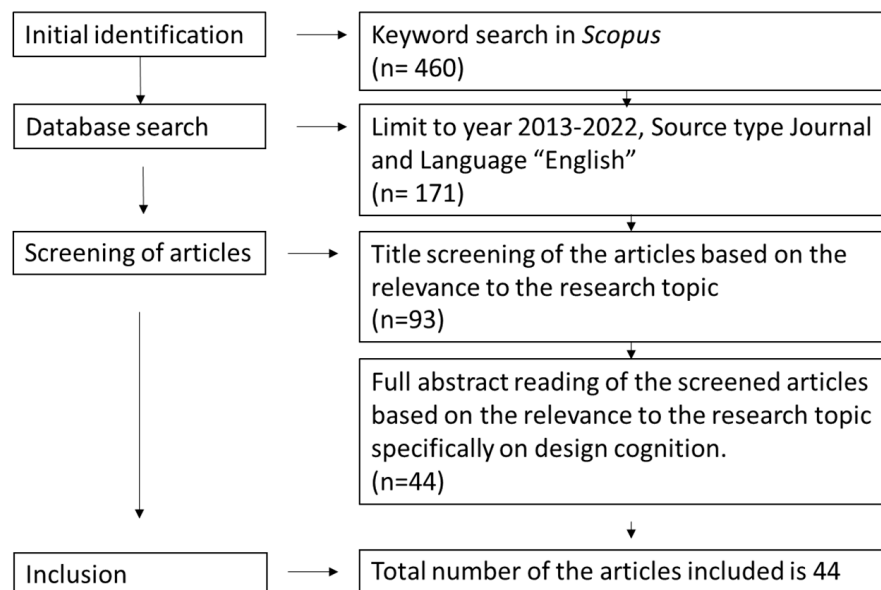 Initial identification
Keyword search in Scopus
(n= 460)
Database search
Limit to year 2013-2022, Source type Journal
and Language “English”
(n= 171)
Screening of articles
Title screening of the articles based on the
relevance to the research topic
(n=93)
Full abstract reading of the screened articles
based on the relevance to the research topic
specifically on design cognition.
(n=44)
Inclusion
Total number of the articles included is 44